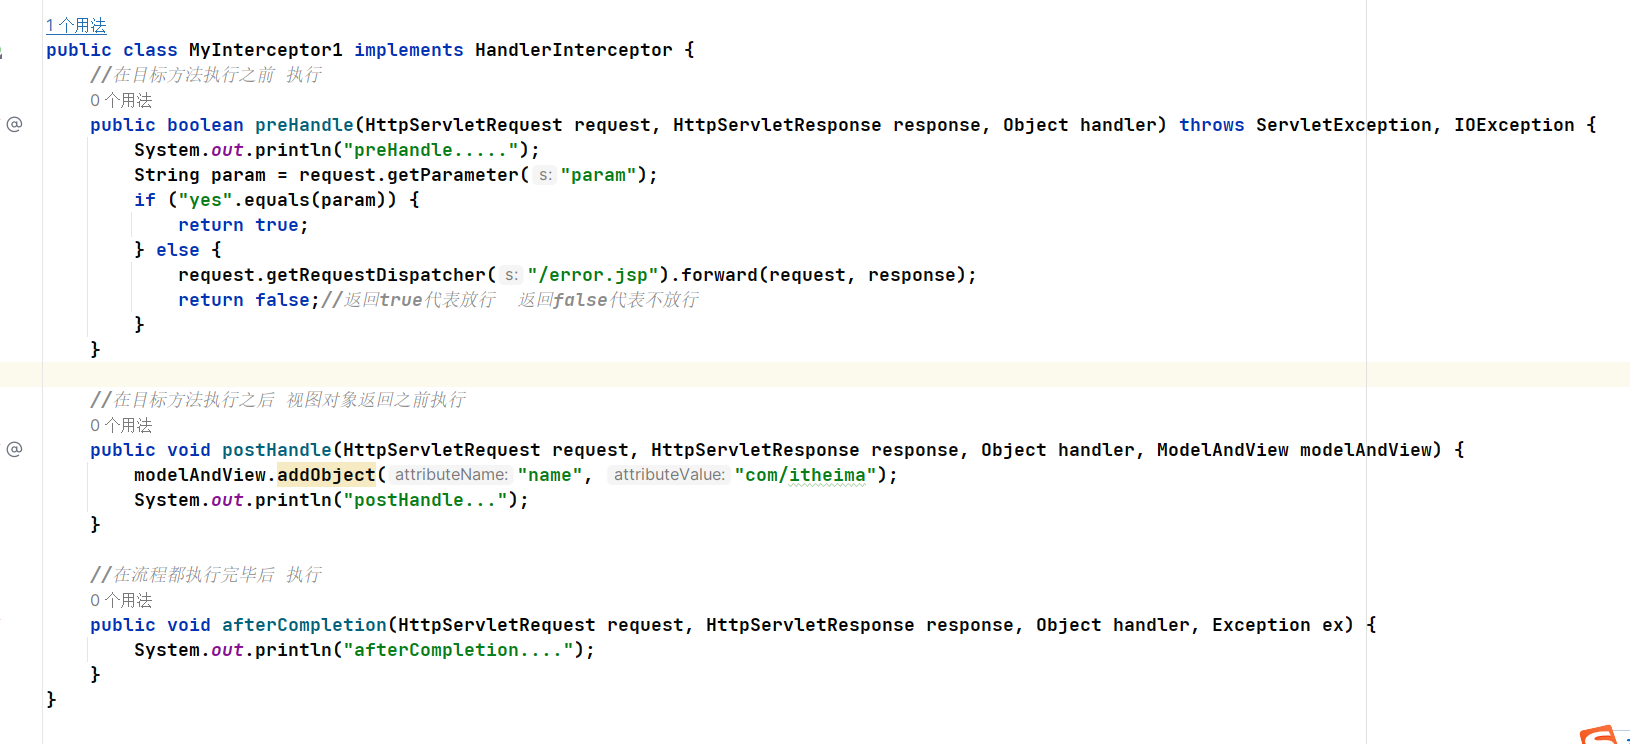 1 个用法
public class MyInterceptor1 implements HandlerInterceptor {
//在目标方法执行之前 执行
0 个用法
public boolean preHandle(HttpServletRequest request, HttpServletResponse response, Object handler) throws ServletException, IOException {
System.out.println("preHandle.....");
String param = request.getParameter( s: "param");
if ("yes".equals(param)) {
return true;
} else {
request.getRequestDispatcher( s: "/error.jsp").forward(request, response);
return false;//返回true代表放行  返回false代表不放行
}
}
//在目标方法执行之后 视图对象返回之前执行
0 个用法
public void postHandle(HttpServletRequest request, HttpServletResponse response, Object handler, ModelAndView modelAndView) {
modelAndView.addObject( attributeName: "name", attributeValue: "com/itheima");
System.out.println("postHandle...");
}
//在流程都执行完毕后 执行
0 个用法
public void afterCompletion(HttpServletRequest request, HttpServletResponse response, Object handler, Exception ex) {
System.out.println("afterCompletion....");
}
}